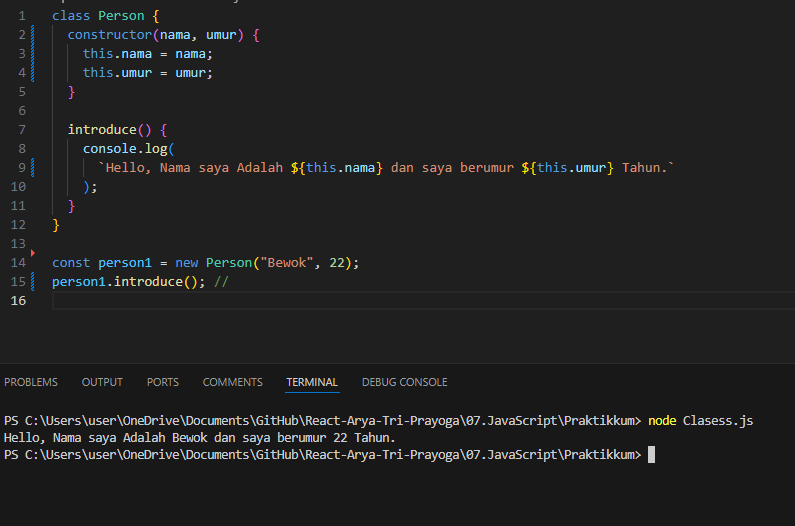 1 class Person {
2 constructor(nama, umur) {
3 this.nama = nama;
4 this.umur = umur;
5 }
6
7 introduce() {
8 console.log(
9 `Hello, Nama saya Adalah ${this.nama} dan saya berumur ${this.umur} Tahun.`
10 );
11 }
12 }
13
14 const person1 = new Person("Bewok", 22);
15 person1.introduce(); //
16
PROBLEMS OUTPUT PORTS COMMENTS TERMINAL DEBUG CONSOLE
PS C:\Users\user\OneDrive\Documents\GitHub\React-Arya-Tri-Prayoga\07.JavaScript\Praktikkum> node Clasess.js
Hello, Nama saya Adalah Bewok dan saya berumur 22 Tahun.
PS C:\Users\user\OneDrive\Documents\GitHub\React-Arya-Tri-Prayoga\07.JavaScript\Praktikkum>